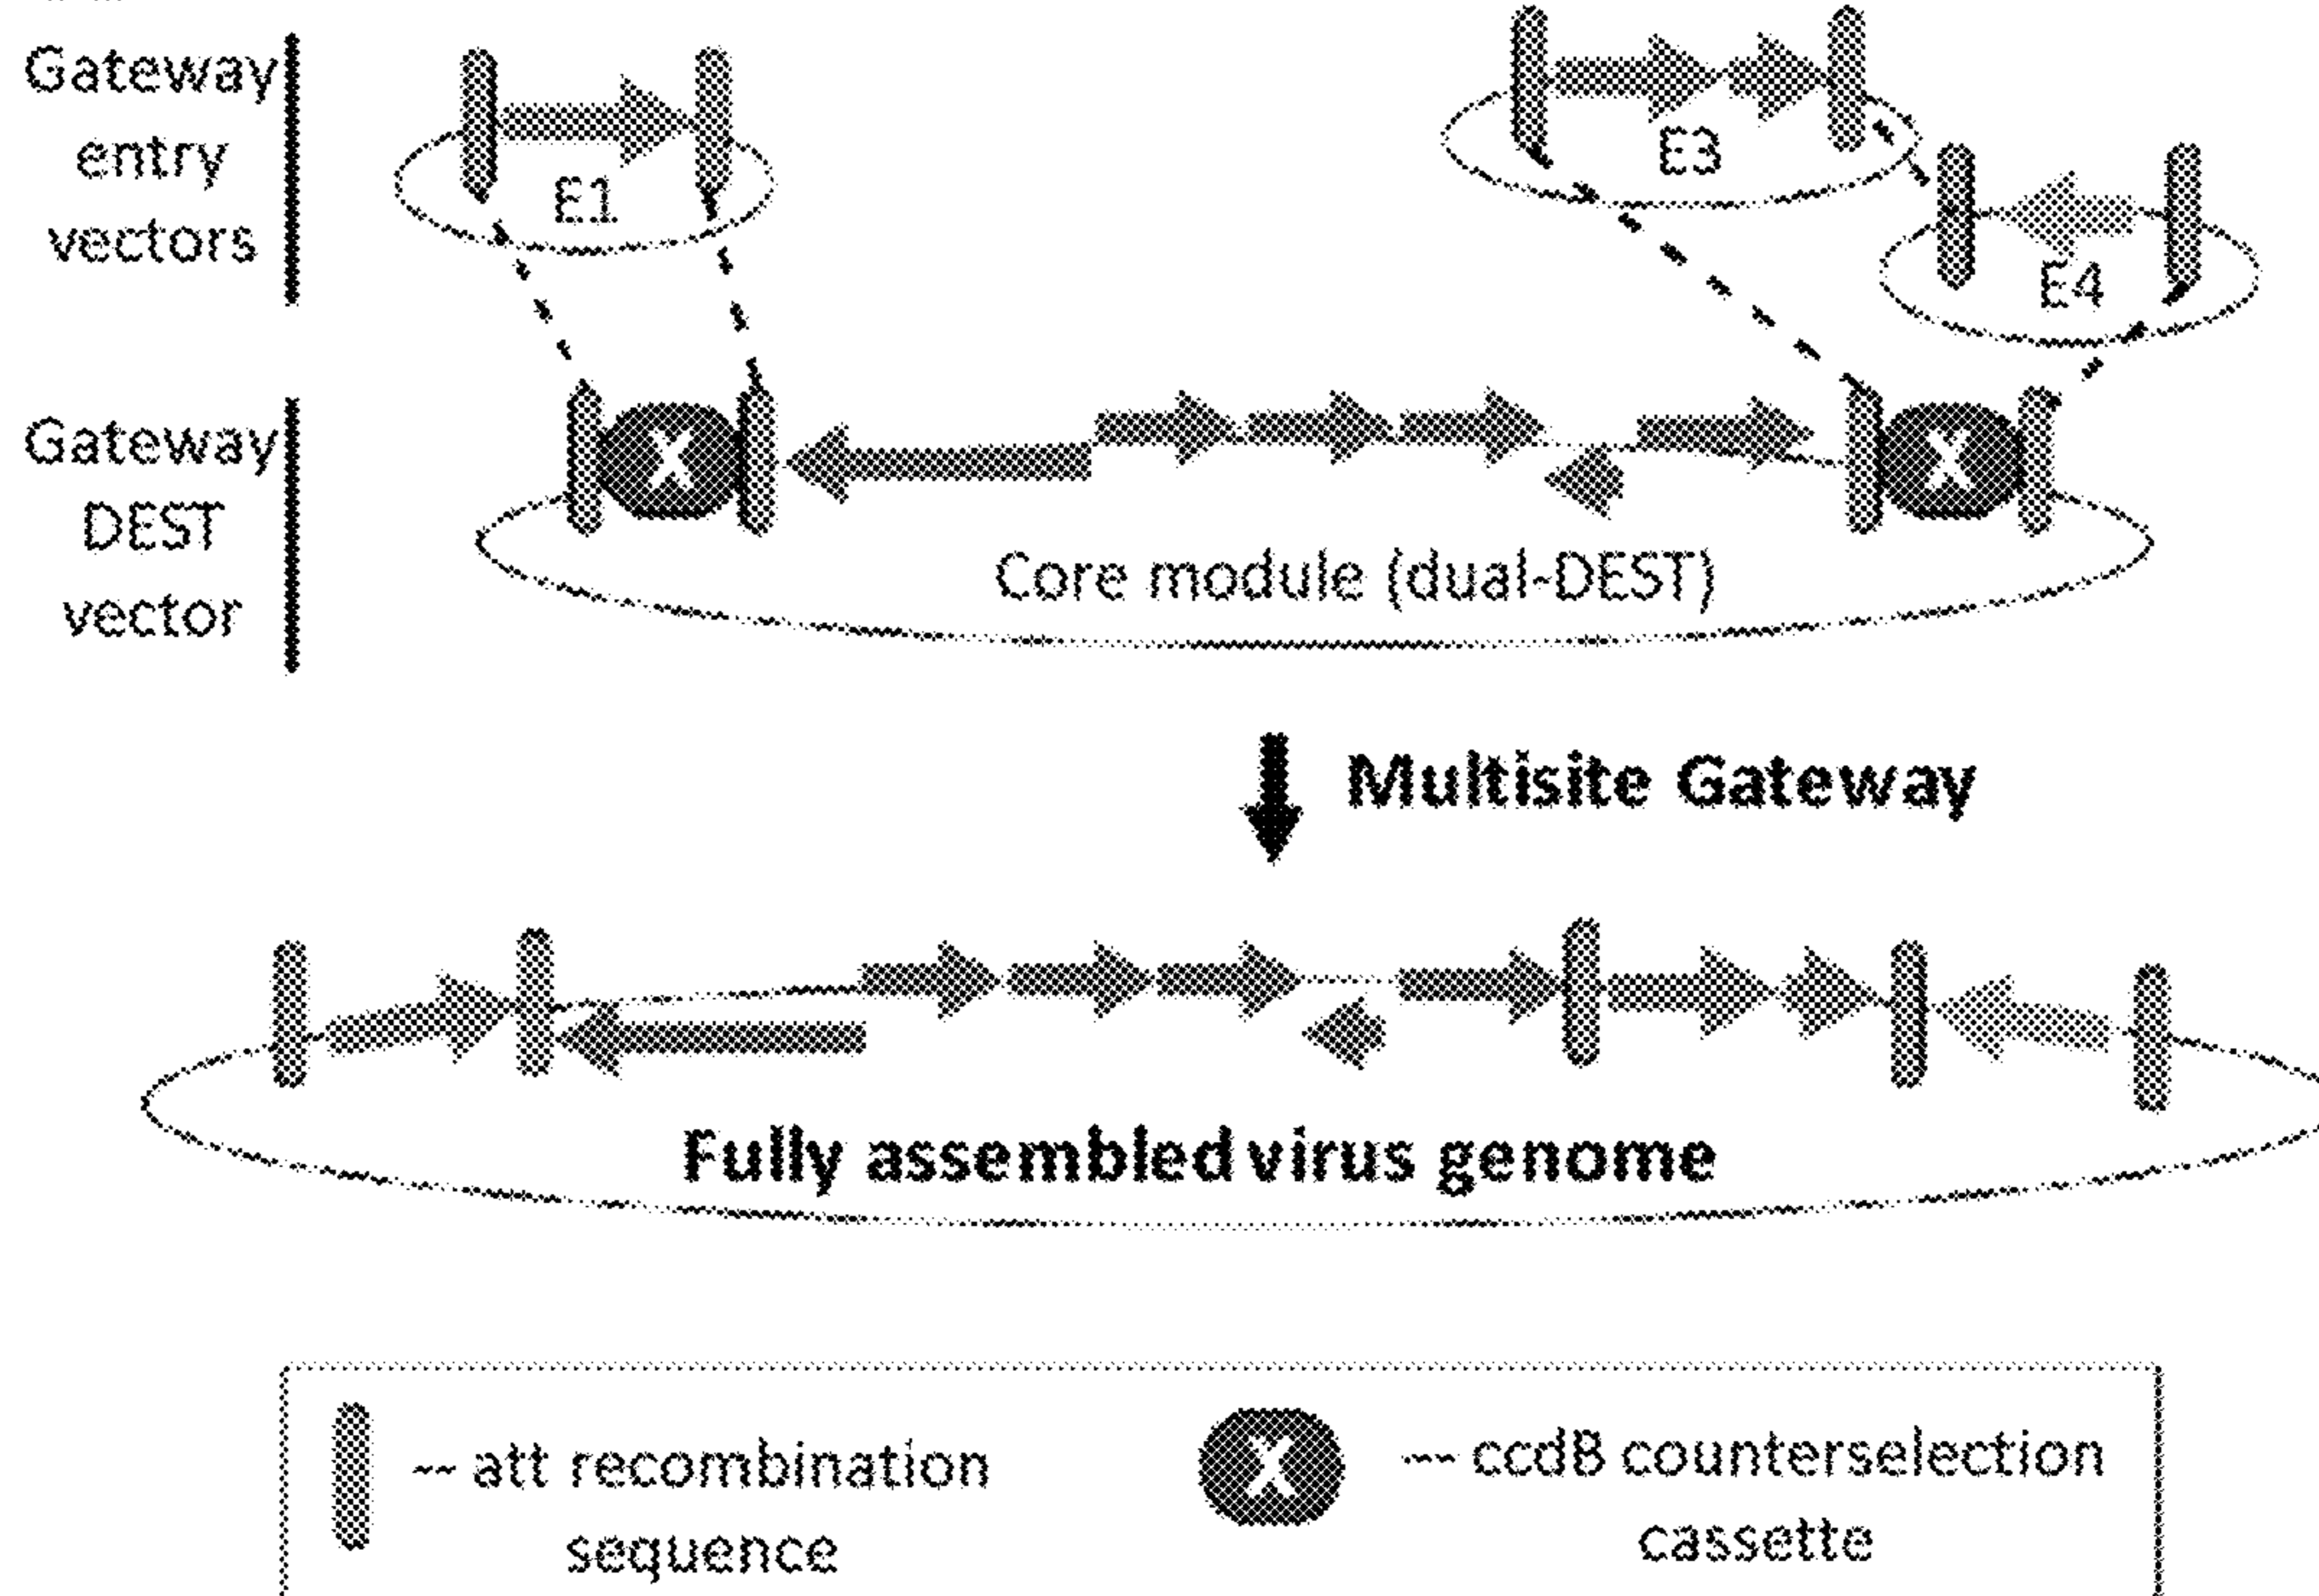 Gateway
entry
vectors
E1
E3
E4
Gateway
DEST
vector
X
X
Core module (dual-DEST)
Multisite Gateway
Fully assembled virus genome
-- att recombination
sequence
X
-- ccdB counterselection
cassette